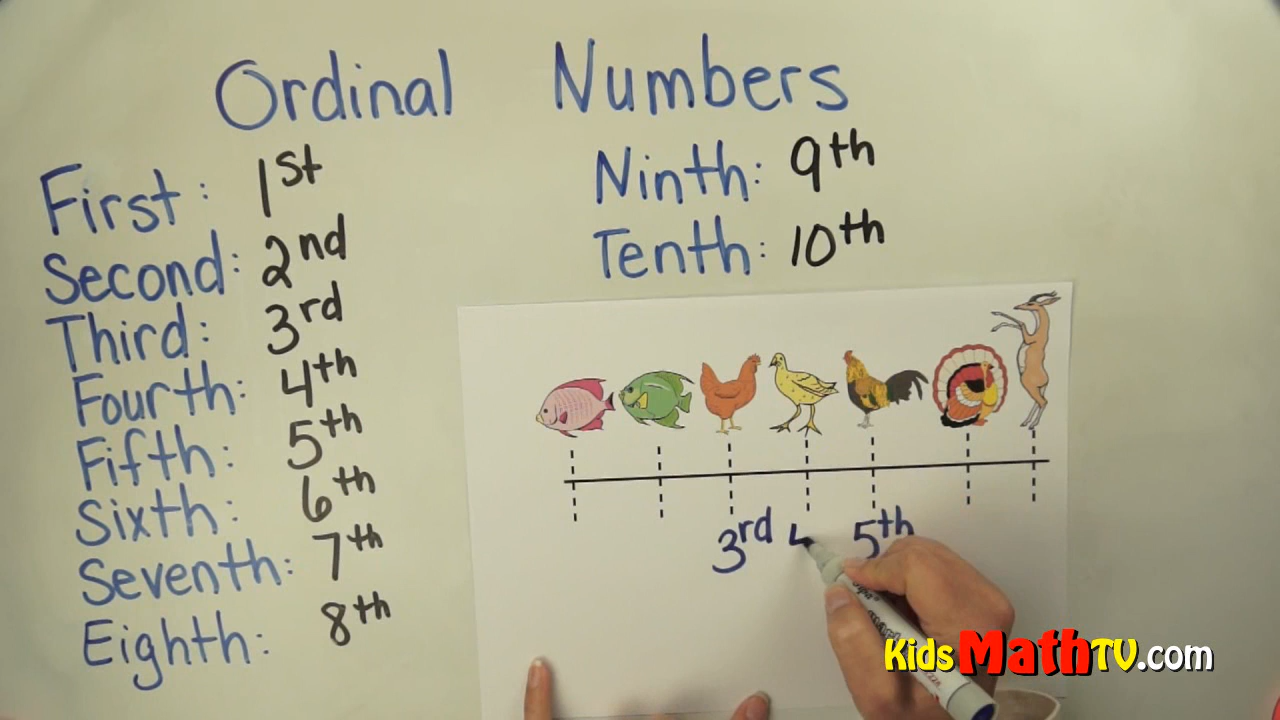 Ordinal Numbers
First: 1st
Second: 2nd
Third: 3rd
Fourth: 4th
Fifth: 5th
Sixth: 6th
Seventh: 7th
Eighth: 8th
Ninth: 9th
Tenth: 10th
3rd 4 5th
KidsMathTV.com